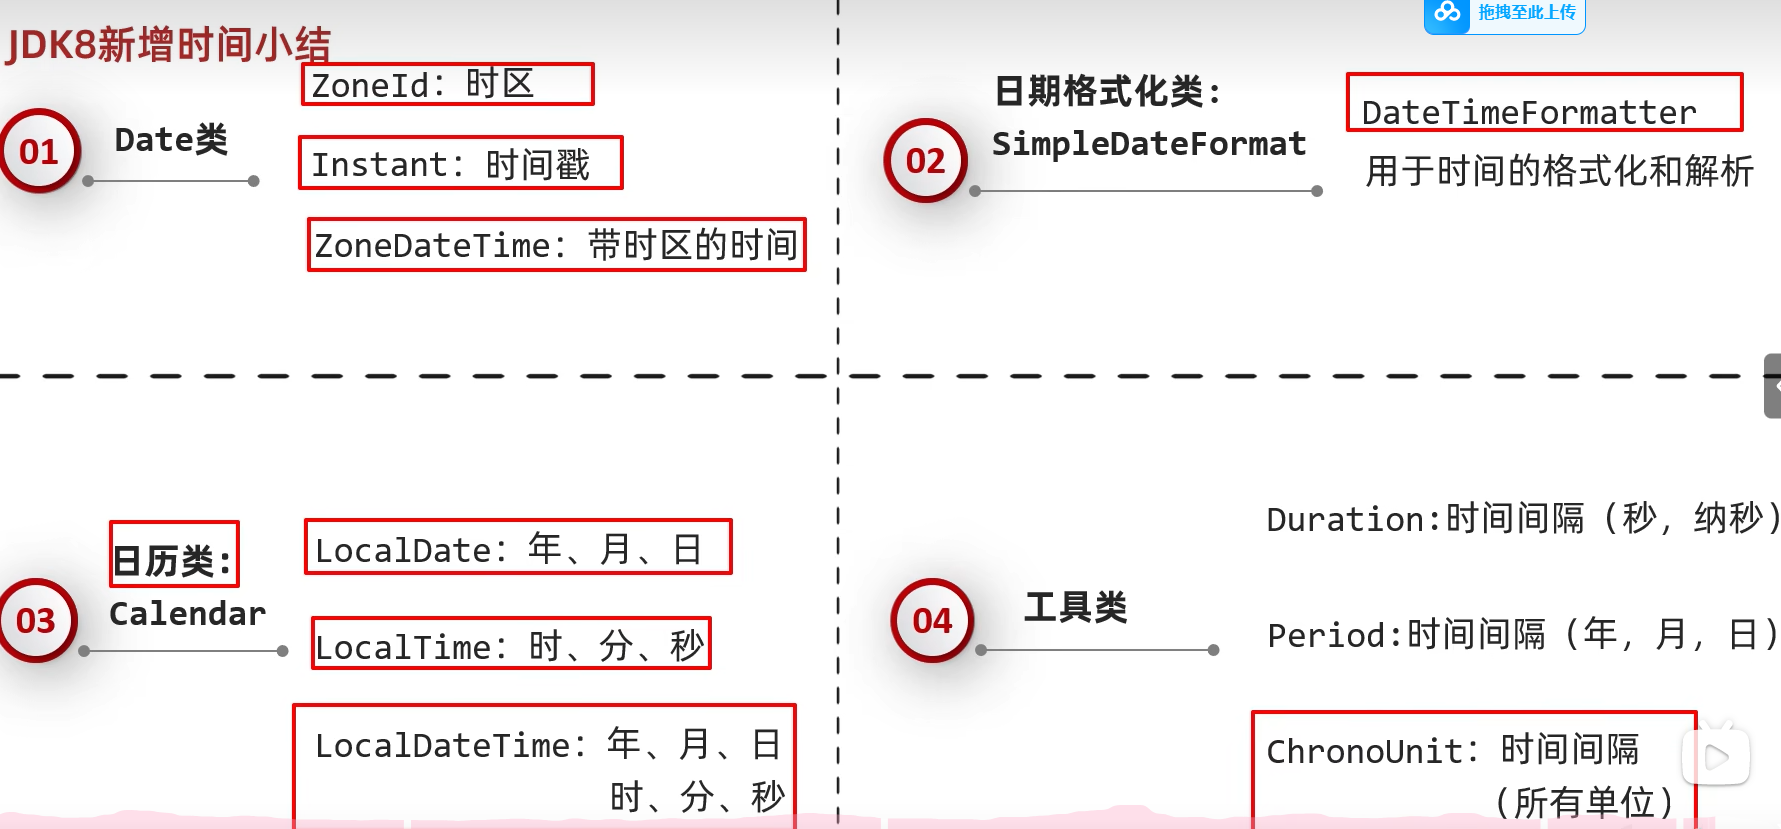 拖拽至此上传
JDK8新增时间小结
01
Date类
ZoneId：时区
Instant：时间戳
ZoneDateTime：带时区的时间
02
日期格式化类：
SimpleDateFormat
DateTimeFormatter
用于时间的格式化和解析
03
日历类：
Calendar
LocalDate：年、月、日
LocalTime：时、分、秒
LocalDateTime：年、月、日
时、分、秒
04
工具类
Duration:时间间隔（秒，纳秒）
Period:时间间隔（年，月，日）
ChronoUnit：时间间隔
（所有单位）